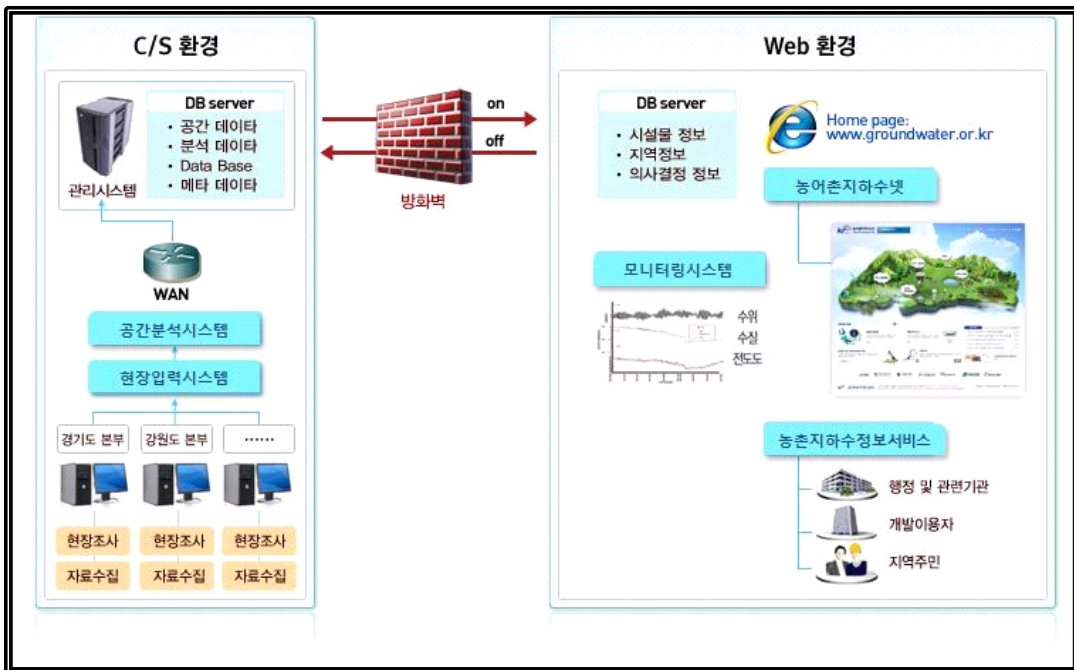 C/S 환경
DB server
• 공간 데이타
• 분석 데이타
• Data Base
• 메타 데이타
관리시스템
WAN
공간분석시스템
현장입력시스템
경기도 본부
강원도 본부
······
현장조사
현장조사
현장조사
자료수집
자료수집
자료수집
on
off
방화벽
Web 환경
DB server
• 시설물 정보
• 지역정보
• 의사결정 정보
Home page:
www.groundwater.or.kr
농어촌지하수넷
모니터링시스템
수위
수질
전도도
농촌지하수정보서비스
행정 및 관련기관
개발이용자
지역주민